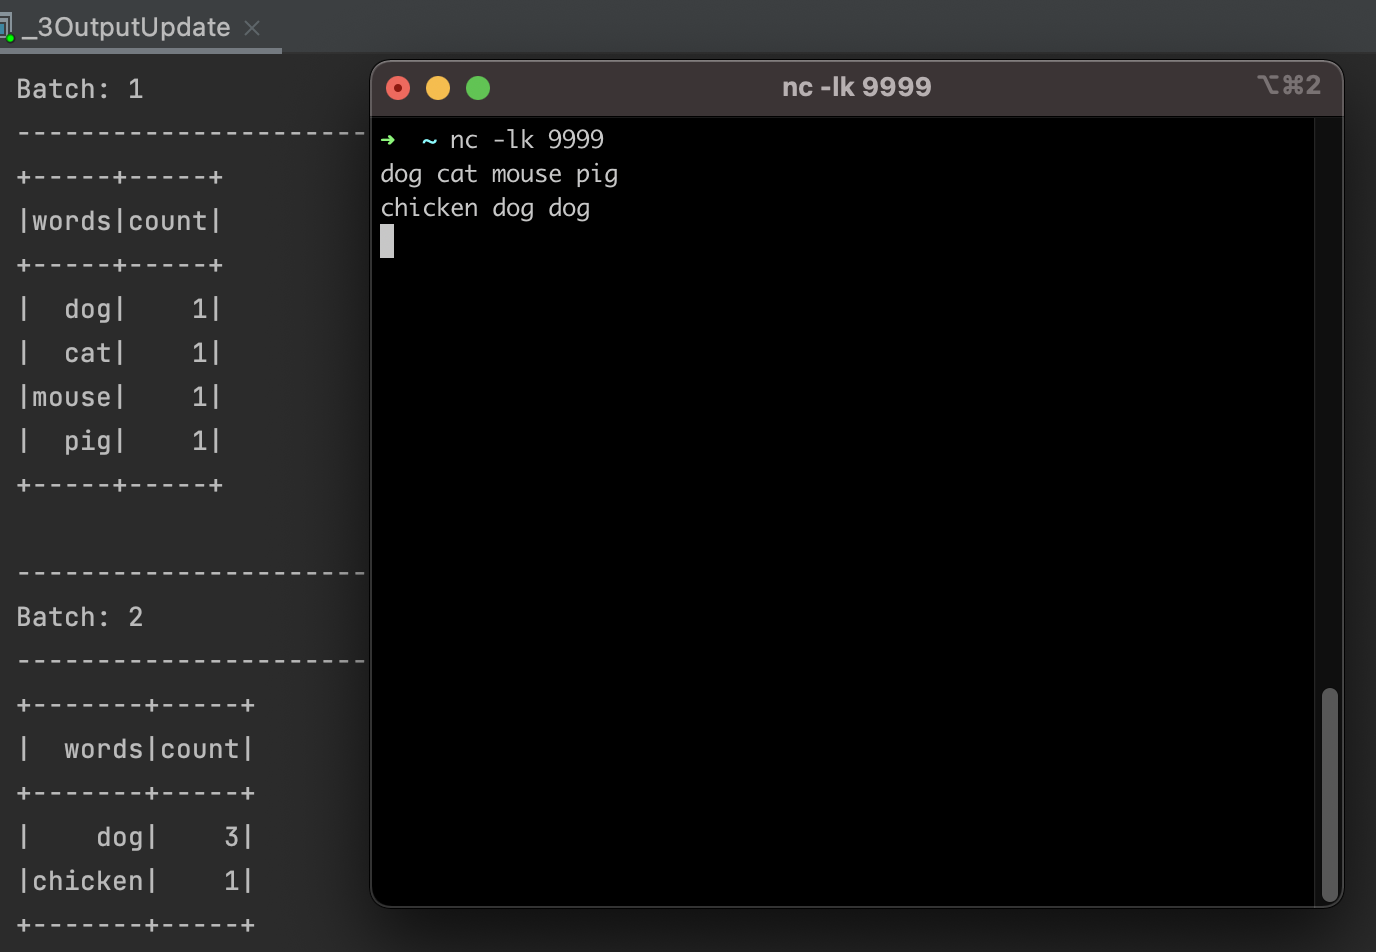 _3OutputUpdate
Batch: 1
----------------------
+-----+-----+
|words|count|
+-----+-----+
|  dog|    1|
|  cat|    1|
|mouse|    1|
|  pig|    1|
+-----+-----+
----------------------
Batch: 2
----------------------
+-------+-----+
|  words|count|
+-------+-----+
|    dog|    3|
|chicken|    1|
+-------+-----+
nc -lk 9999 ⌥⌘2
➜  ~ nc -lk 9999
dog cat mouse pig
chicken dog dog